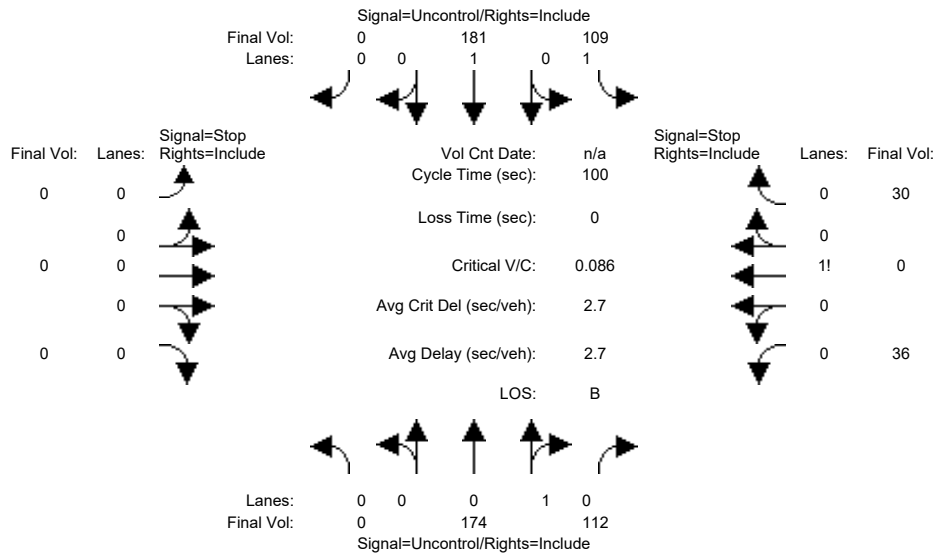 Signal=Uncontrol/Rights=Include
Final Vol: 0 181 109
Lanes: 0 0 1 0 1
Signal=Stop Signal=Stop
Final Vol: Lanes: Rights=Include Vol Cnt Date: n/a Rights=Include Lanes: Final Vol:
Cycle Time (sec): 100
0 0 0 30
Loss Time (sec): 0
0 0
0 0 Critical V/C: 0.086 1! 0
0 Avg Crit Del (sec/veh): 2.7 0
0 0 Avg Delay (sec/veh): 2.7 0 36
LOS: B
Lanes: 0 0 0 1 0
Final Vol: 0 174 112
Signal=Uncontrol/Rights=Include